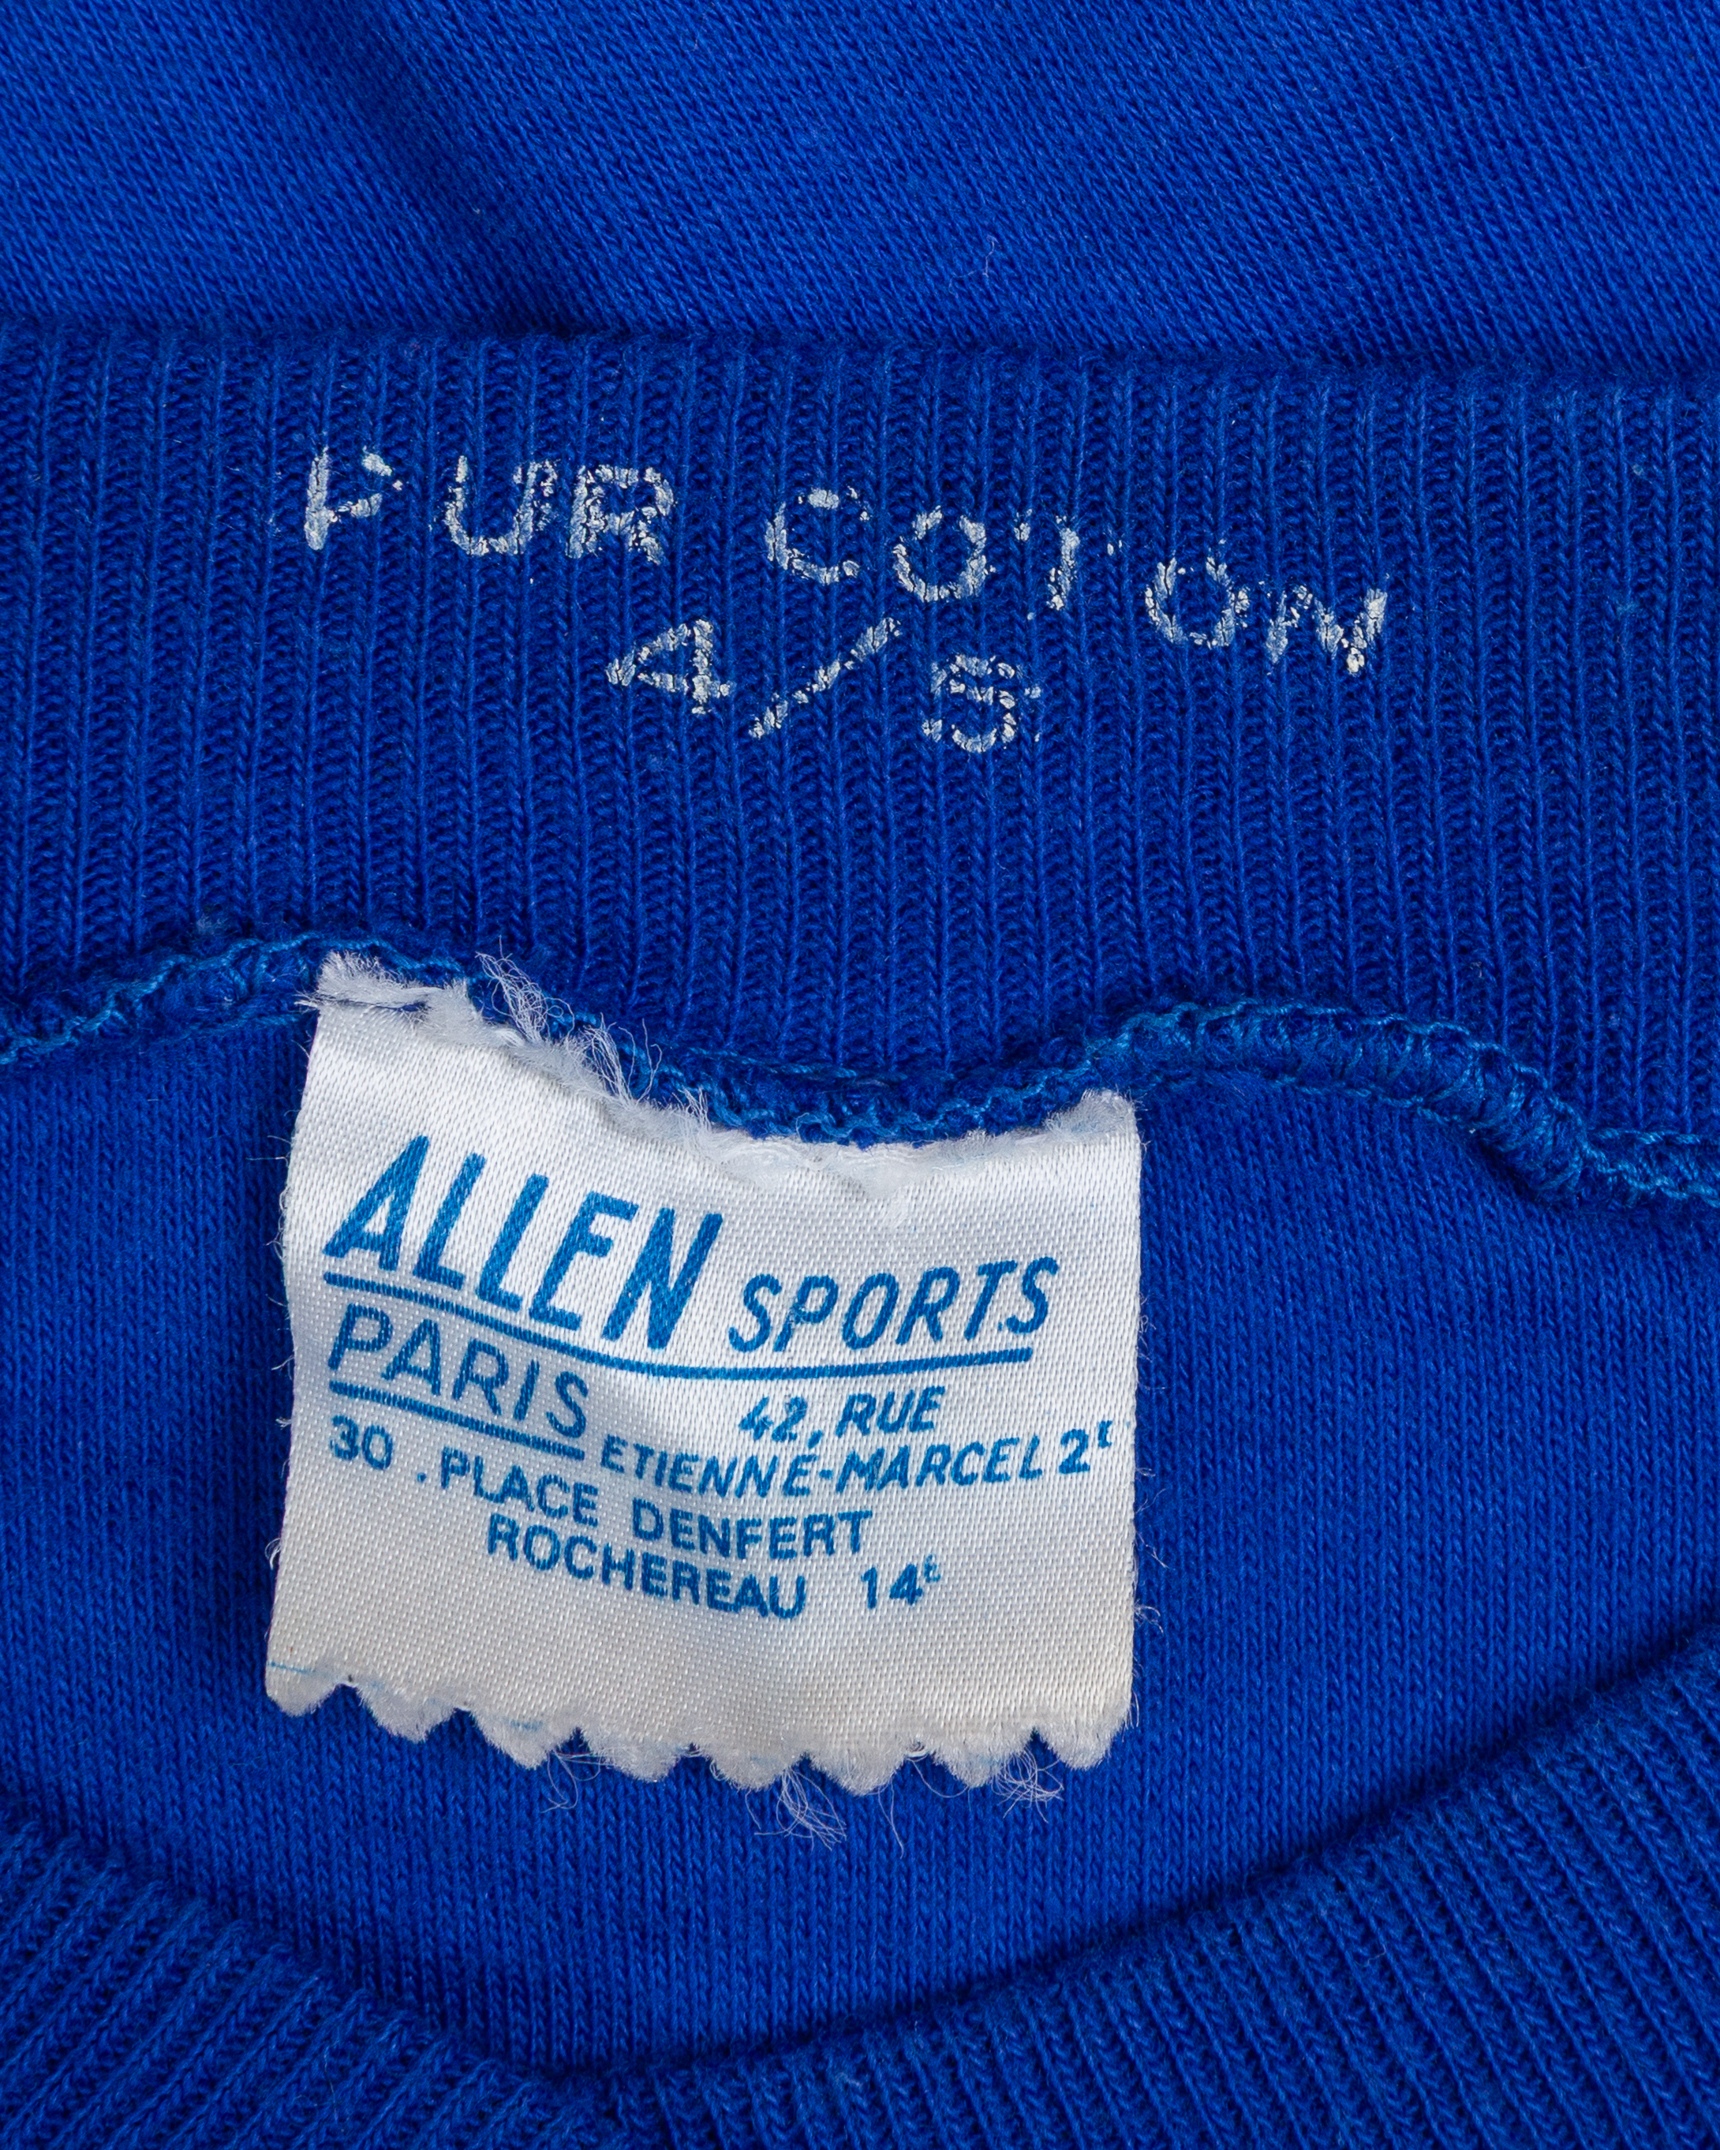 PUR COTON
4/5
ALLEN SPORTS
PARIS
42, RUE
ETIENNE-MARCEL 2E
30 . PLACE DENFERT
ROCHEREAU 14E